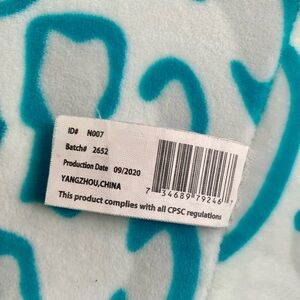 ID# N007
Batch# 2652
Production Date 09/2020
YANGZHOU,CHINA
7 34689 79246
This product complies with all CPSC regulations